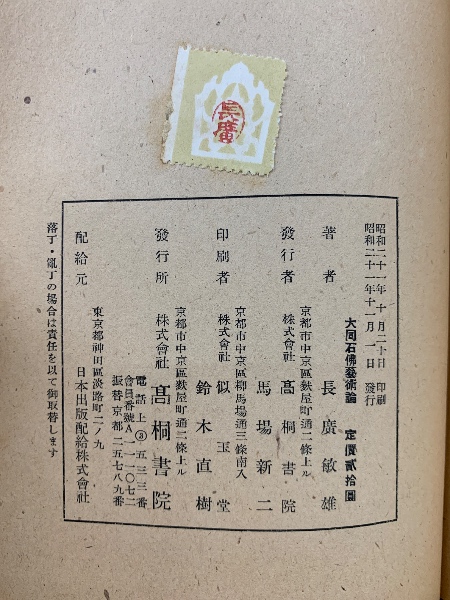 長廣
昭和二十一年十月二十日 印刷
昭和二十一年十一月一日 發行
大同石佛藝術論 定價貳拾圓
著者 長廣敏雄
京都市中京區麩屋町通二條上ル
發行者 株式會社 髙桐書院
馬場新二
京都市中京區柳馬場通三條南入
印刷者 株式會社 似玉堂
鈴木直樹
京都市中京區麩屋町通二條上ル
發行所 株式會社 髙桐書院
電話上③五三三番
會員番號A一一〇七二
振替京都二五七八九番
東京都神田區淡路町二ノ九
配給元 日本出版配給株式會社
落丁・亂丁の場合は責任を以て御取替します